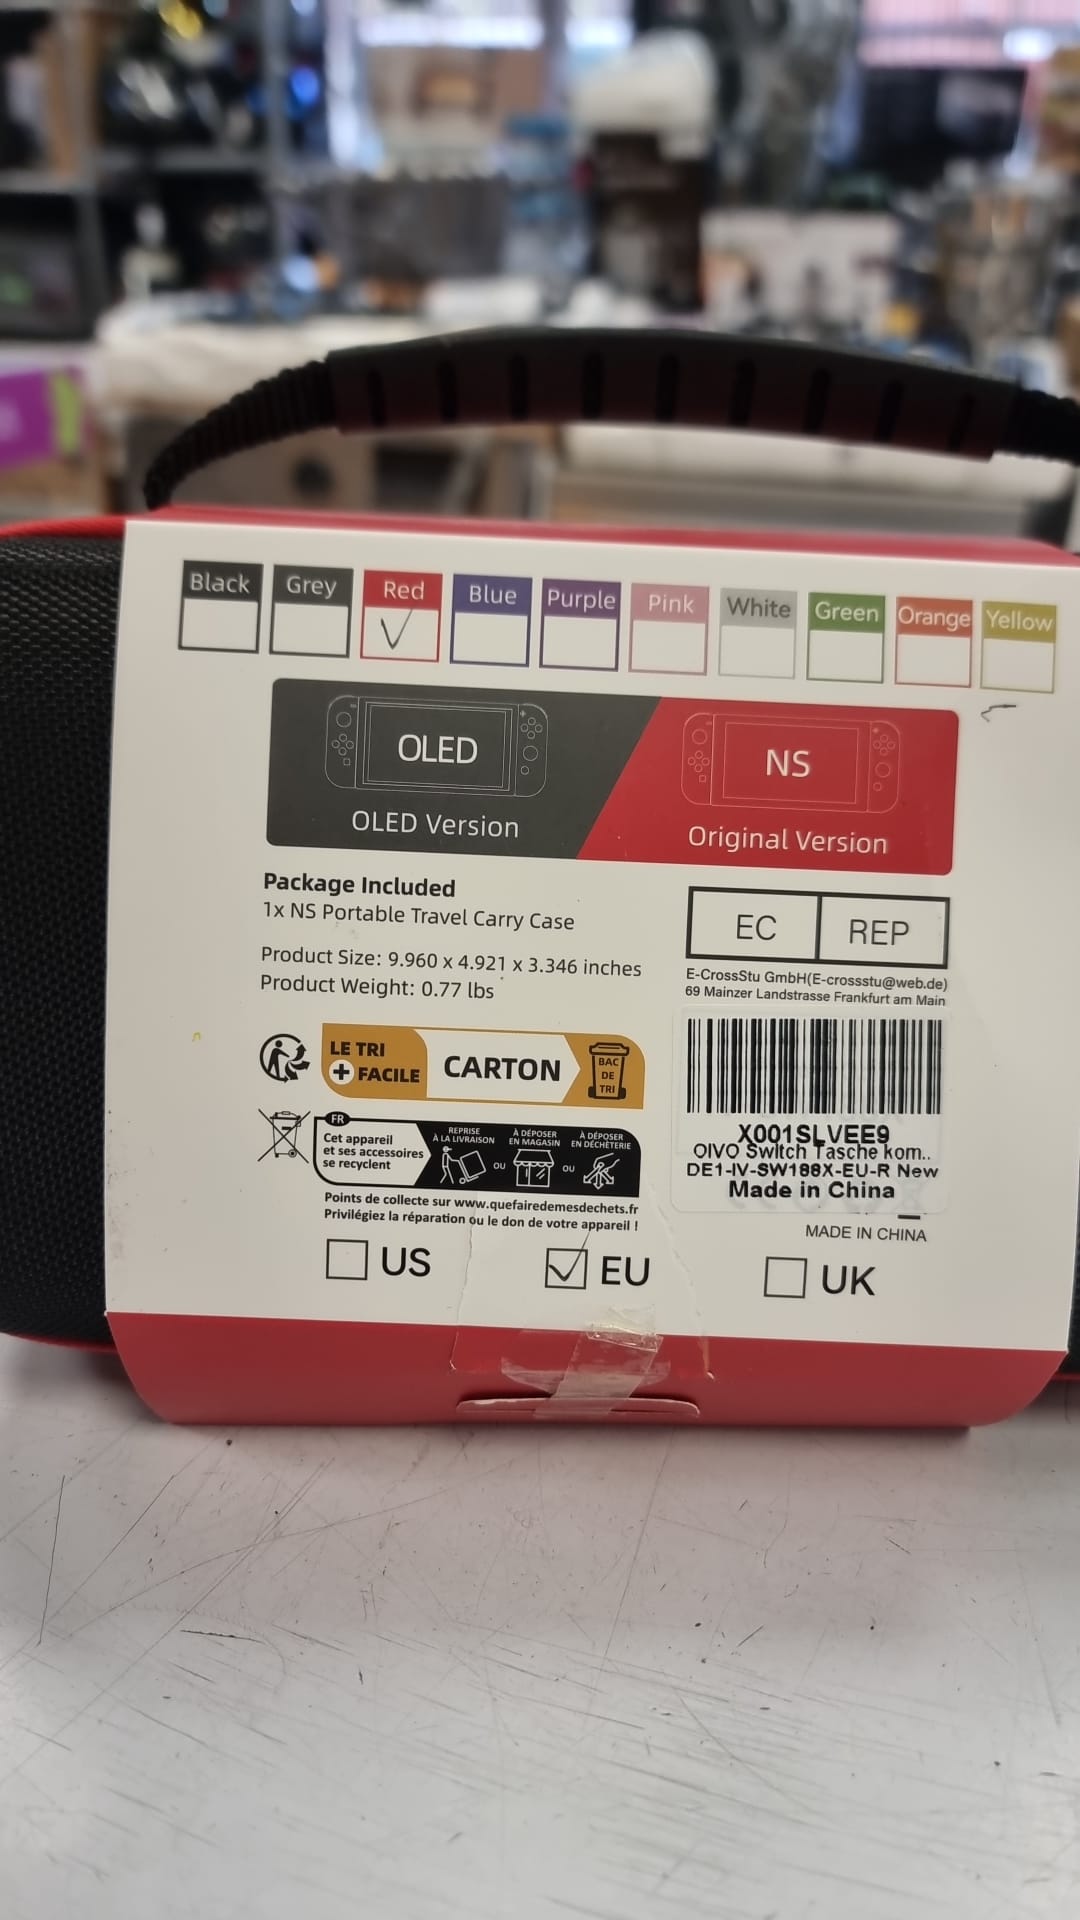 Black Grey Red Blue Purple Pink White Green Orange Yellow
OLED
OLED Version
NS
Original Version
Package Included
1x NS Portable Travel Carry Case
Product Size: 9.960 x 4.921 x 3.346 inches
Product Weight: 0.77 lbs
EC REP
E-CrossStu GmbH(E-crossstu@web.de)
69 Mainzer Landstrasse Frankfurt am Main
LE TRI
+ FACILE
CARTON
BAC
DE
TRI
FR
Cet appareil
et ses accessoires
se recyclent
REPRISE
À LA LIVRAISON
OU
À DÉPOSER
EN MAGASIN
OU
À DÉPOSER
EN DÉCHÈTERIE
Points de collecte sur www.quefairedemesdechets.fr
Privilégiez la réparation ou le don de votre appareil !
X001SLVEE9
OIVO Switch Tasche kom..
DE1-IV-SW188X-EU-R New
Made in China
MADE IN CHINA
US EU UK